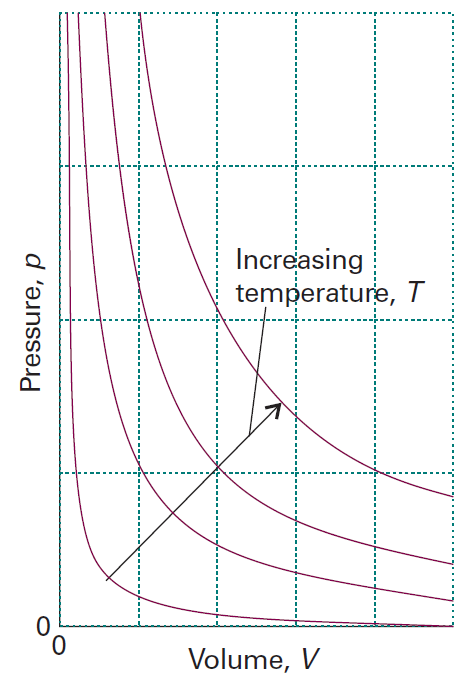 Pressure, p
Increasing
temperature, T
0
0
Volume, V